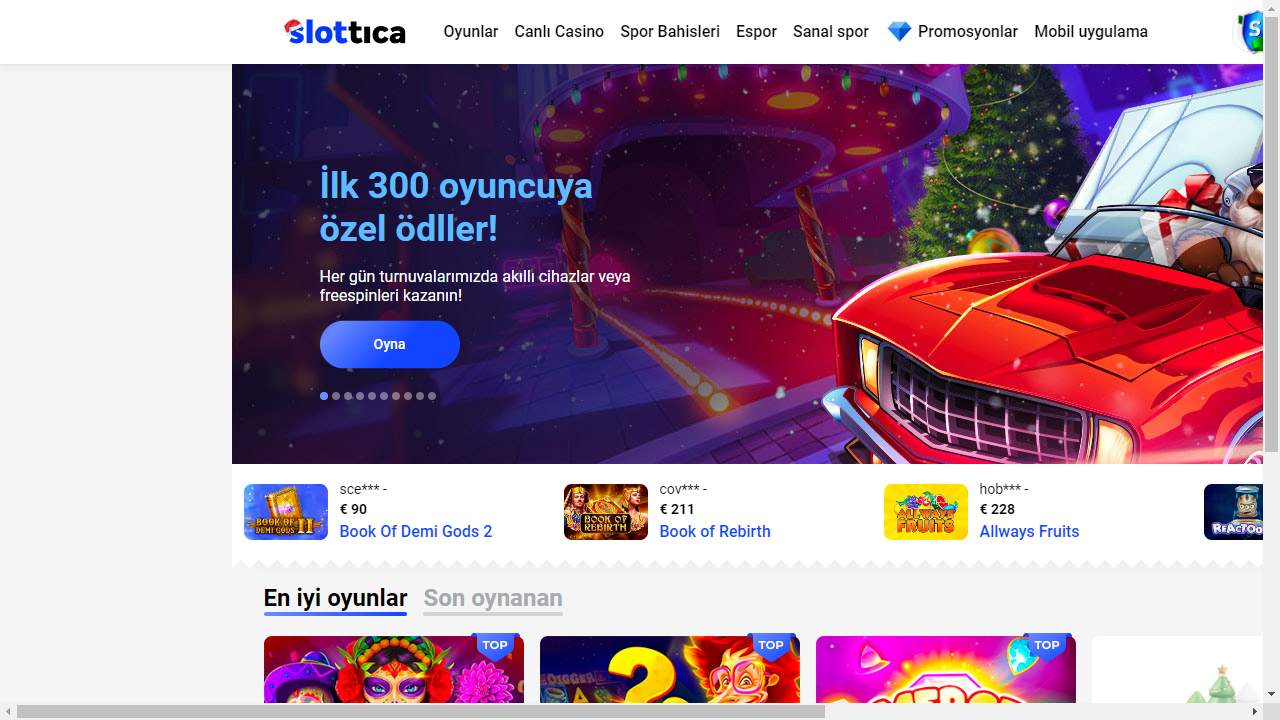 slottica
Oyunlar Canlı Casino Spor Bahisleri Espor Sanal spor Promosyonlar Mobil uygulama
İlk 300 oyuncuya
özel ödller!
Her gün turnuvalarımızda akıllı cihazlar veya
freespinleri kazanın!
Oyna
BOOK OF
DEMI GODS II
sce*** -
€ 90
Book Of Demi Gods 2
BOOK OF
REBIRTH
cov*** -
€ 211
Book of Rebirth
ALLWAYS
FRUITS
hob*** -
€ 228
Allways Fruits
En iyi oyunlar Son oynanan
TOP
TOP
TOP